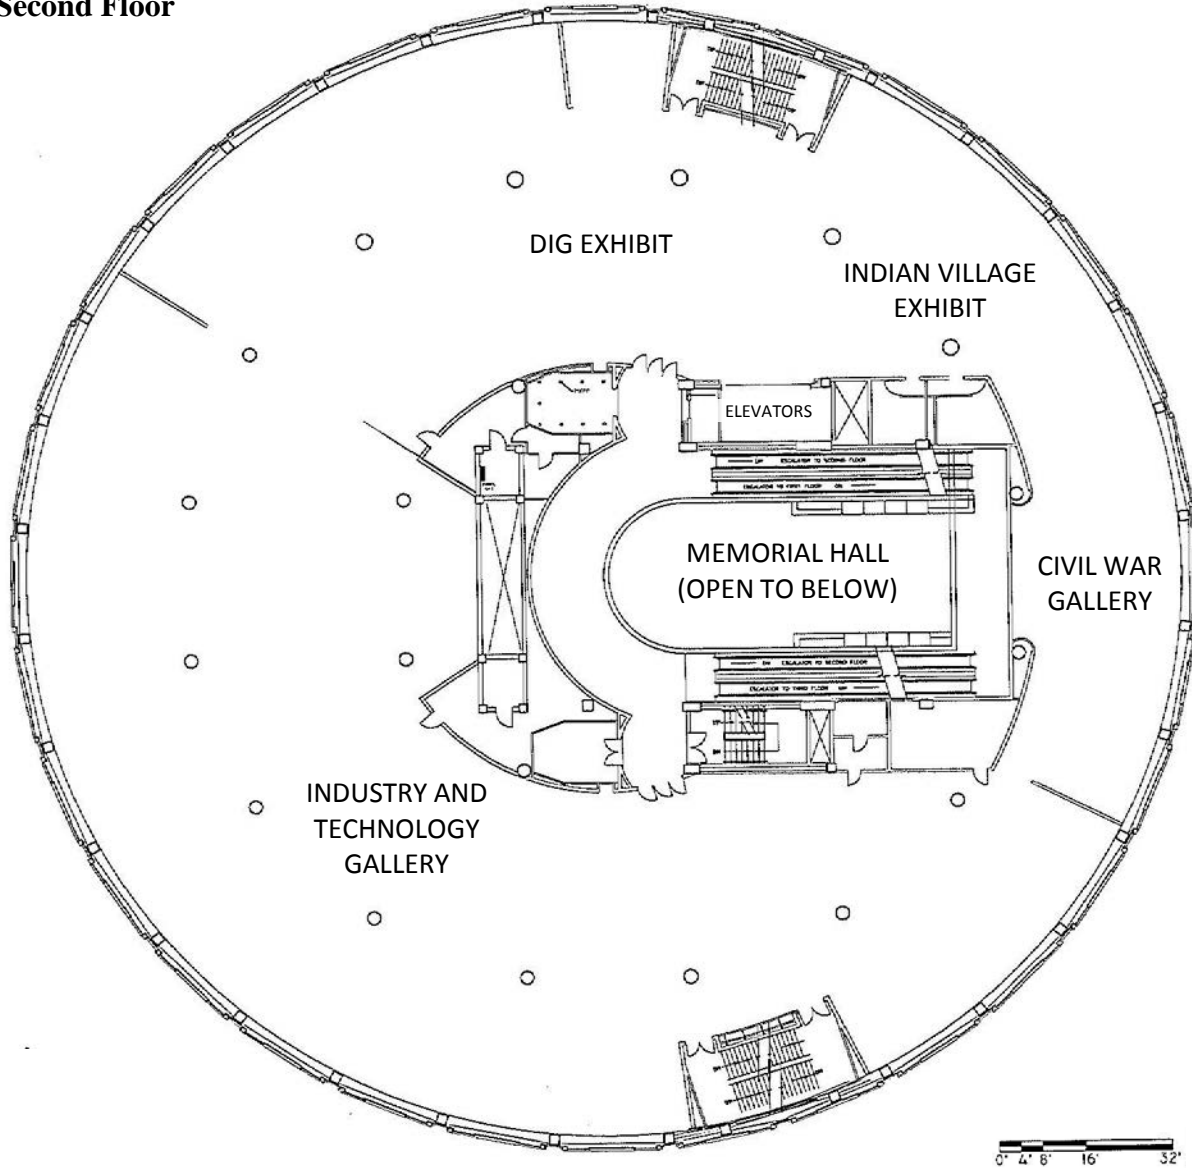 Second Floor
DIG EXHIBIT
INDIAN VILLAGE
EXHIBIT
ELEVATORS
ESCALATOR TO SECOND FLOOR
ESCALATOR TO FIRST FLOOR
MEMORIAL HALL
(OPEN TO BELOW)
CIVIL WAR
GALLERY
ESCALATOR TO SECOND FLOOR
ESCALATOR TO THIRD FLOOR UP
INDUSTRY AND
TECHNOLOGY
GALLERY
0' 4' 8' 16' 32'